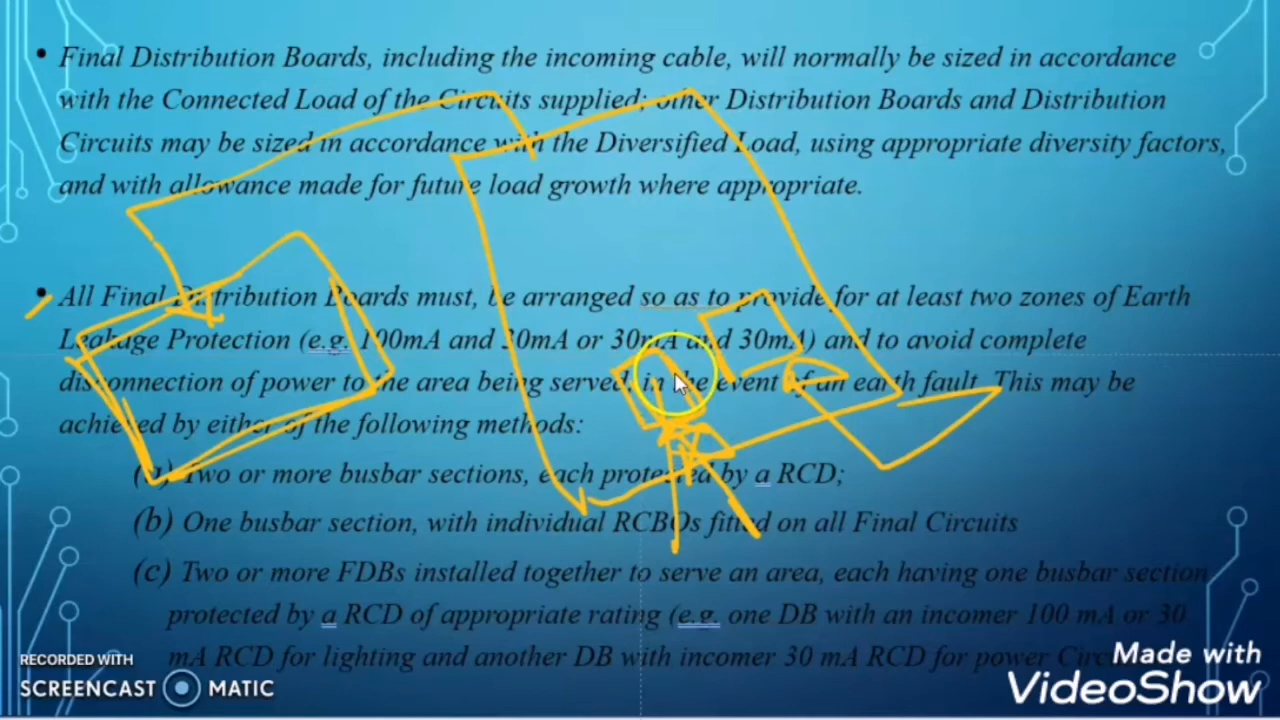 • Final Distribution Boards, including the incoming cable, will normally be sized in accordance
with the Connected Load of the Circuits supplied; other Distribution Boards and Distribution
Circuits may be sized in accordance with the Diversified Load, using appropriate diversity factors,
and with allowance made for future load growth where appropriate.
• All Final Distribution Boards must, be arranged so as to provide for at least two zones of Earth
Leakage Protection (e.g. 100mA and 30mA or 30mA and 30mA) and to avoid complete
disconnection of power to the area being served, in the event of an earth fault. This may be
achieved by either of the following methods:
(a) Two or more busbar sections, each protected by a RCD;
(b) One busbar section, with individual RCBOs fitted on all Final Circuits
(c) Two or more FDBs installed together to serve an area, each having one busbar section
protected by a RCD of appropriate rating (e.g. one DB with an incomer 100 mA or 30
mA RCD for lighting and another DB with incomer 30 mA RCD for power
RECORDED WITH
SCREENCAST MATIC
Made with
VideoShow